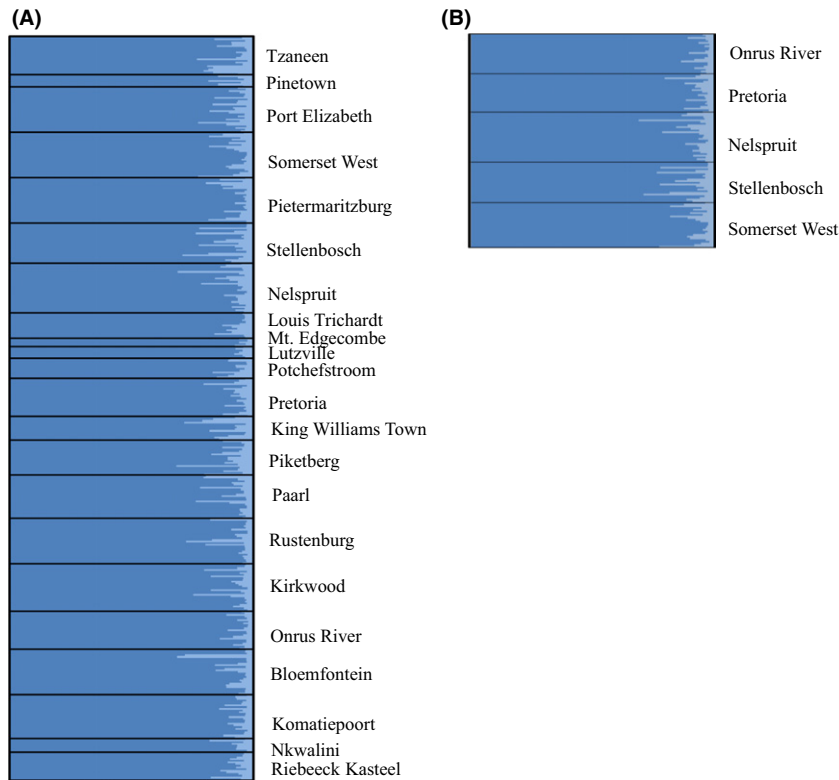 (A)
Tzaneen
Pinetown
Port Elizabeth
Somerset West
Pietermaritzburg
Stellenbosch
Nelspruit
Louis Trichardt
Mt. Edgecombe
Lutzville
Potchefstroom
Pretoria
King Williams Town
Piketberg
Paarl
Rustenburg
Kirkwood
Onrus River
Bloemfontein
Komatiepoort
Nkwalini
Riebeeck Kasteel
(B)
Onrus River
Pretoria
Nelspruit
Stellenbosch
Somerset West